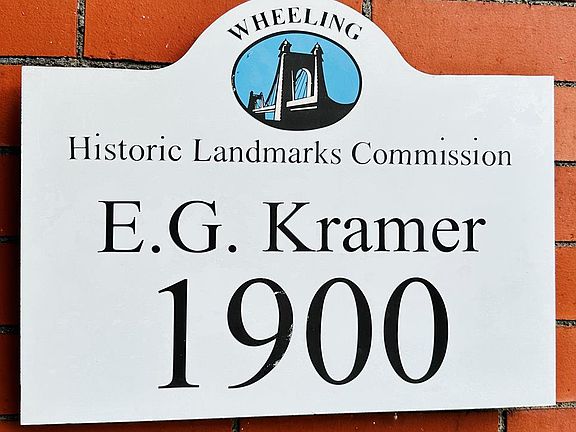 WHEELING
Historic Landmarks Commission
E.G. Kramer
1900